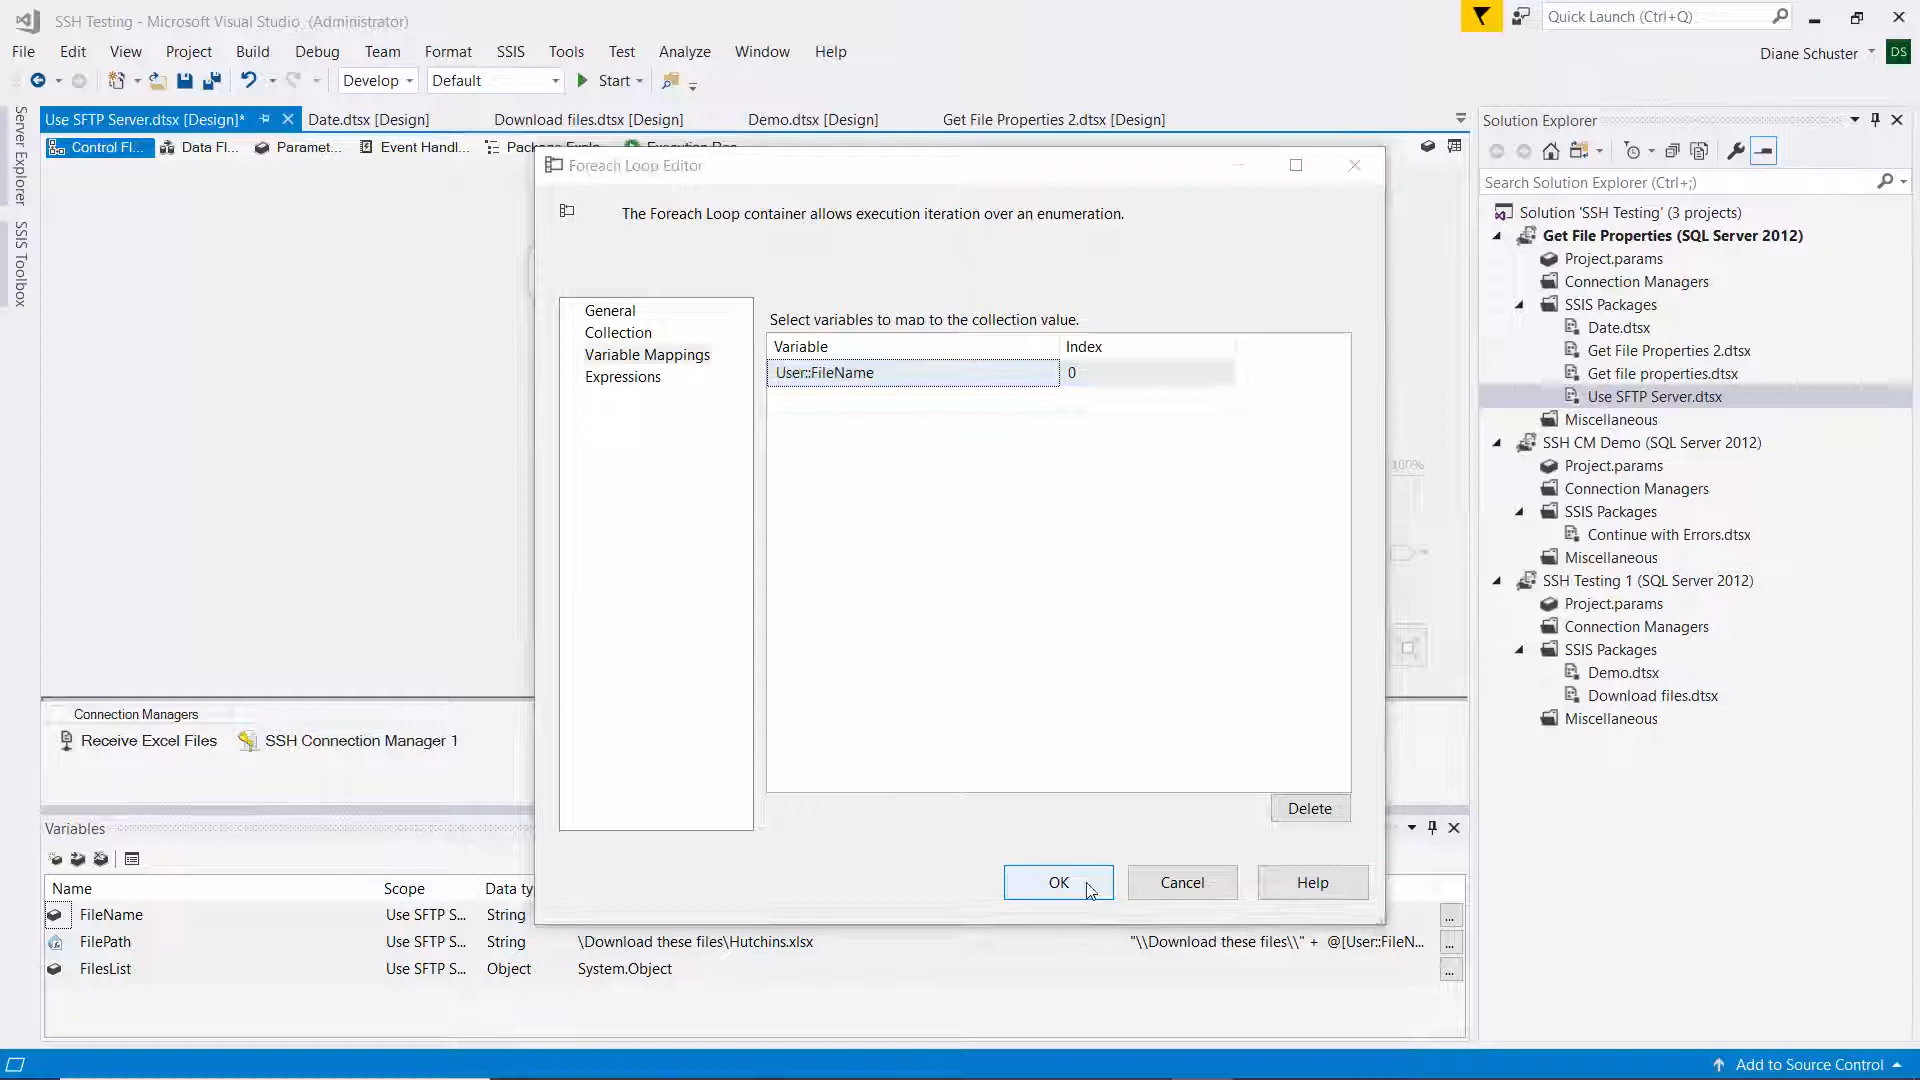 SSH Testing - Microsoft Visual Studio (Administrator)
Quick Launch (Ctrl+Q)
File Edit View Project Build Debug Team Format SSIS Tools Test Analyze Window Help
Diane Schuster
DS
Develop
Default
Start
Server Explorer
SSIS Toolbox
Use SFTP Server.dtsx [Design]*
Date.dtsx [Design]
Download files.dtsx [Design]
Demo.dtsx [Design]
Get File Properties 2.dtsx [Design]
Control Fl...
Data Fl...
Paramet...
Event Handl...
Foreach Loop Editor
The Foreach Loop container allows execution iteration over an enumeration.
General
Collection
Variable Mappings
Expressions
Select variables to map to the collection value.
Variable Index
User::FileName 0
Delete
OK
Cancel
Help
100%
Connection Managers
Receive Excel Files
SSH Connection Manager 1
Variables
Name Scope Data ty
FileName Use SFTP S... String ...
FilePath Use SFTP S... String \Download these files\Hutchins.xlsx "\\Download these files\\" + @[User::FileN... ...
FilesList Use SFTP S... Object System.Object ...
Solution Explorer
Search Solution Explorer (Ctrl+;)
Solution 'SSH Testing' (3 projects)
Get File Properties (SQL Server 2012)
Project.params
Connection Managers
SSIS Packages
Date.dtsx
Get File Properties 2.dtsx
Get file properties.dtsx
Use SFTP Server.dtsx
Miscellaneous
SSH CM Demo (SQL Server 2012)
Project.params
Connection Managers
SSIS Packages
Continue with Errors.dtsx
Miscellaneous
SSH Testing 1 (SQL Server 2012)
Project.params
Connection Managers
SSIS Packages
Demo.dtsx
Download files.dtsx
Miscellaneous
Add to Source Control